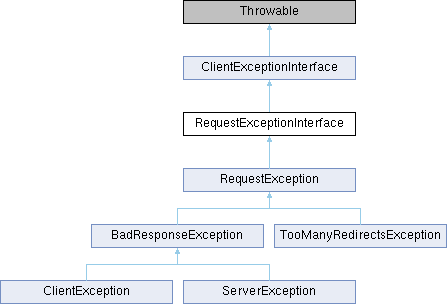 Throwable
ClientExceptionInterface
RequestExceptionInterface
RequestException
BadResponseException
TooManyRedirectsException
ClientException
ServerException